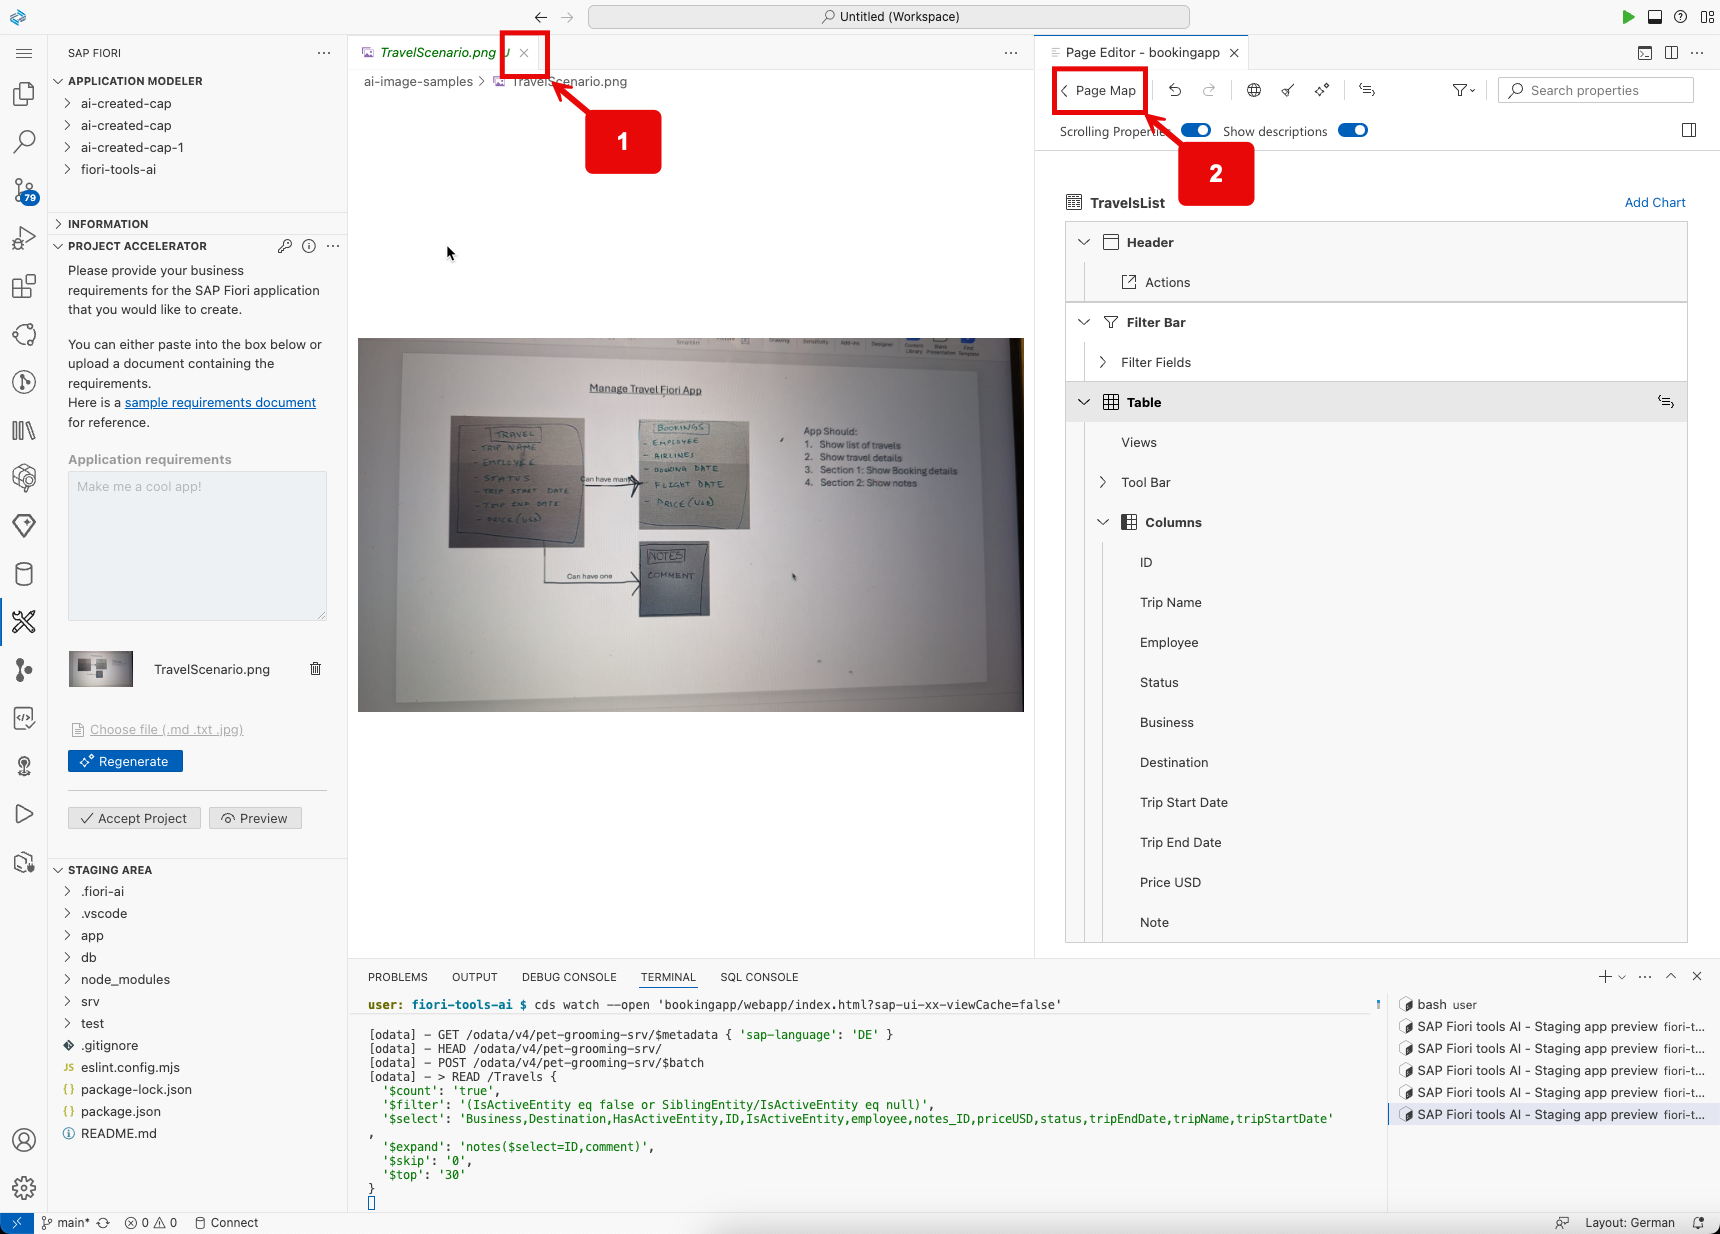 Untitled (Workspace)
SAP FIORI
APPLICATION MODELER
ai-created-cap
ai-created-cap
ai-created-cap-1
fiori-tools-ai
79
INFORMATION
PROJECT ACCELERATOR
Please provide your business
requirements for the SAP Fiori application
that you would like to create.
You can either paste into the box below or
upload a document containing the
requirements.
Here is a sample requirements document
for reference.
Application requirements
Make me a cool app!
TravelScenario.png
Choose file (.md .txt .jpg)
Regenerate
Accept Project
Preview
STAGING AREA
.fiori-ai
.vscode
app
db
node_modules
srv
test
.gitignore
JS eslint.config.mjs
{} package-lock.json
{} package.json
README.md
TravelScenario.png U
ai-image-samples > TravelScenario.png
1
Manage Travel Fiori App
TRAVEL
- TRIP NAME
- EMPLOYEE
- STATUS
- TRIP START DATE
- TRIP END DATE
- PRICE (USD)
Can have many
BOOKINGS
- EMPLOYEE
- AIRLINES
- BOOKING DATE
- FLIGHT DATE
- PRICE (USD)
Can have one
NOTES
COMMENT
App Should:
1. Show list of travels
2. Show travel details
3. Section 1: Show Booking details
4. Section 2: Show notes
Page Editor - bookingapp
Page Map
Search properties
Scrolling Properties
Show descriptions
2
TravelsList
Add Chart
Header
Actions
Filter Bar
Filter Fields
Table
Views
Tool Bar
Columns
ID
Trip Name
Employee
Status
Business
Destination
Trip Start Date
Trip End Date
Price USD
Note
PROBLEMS OUTPUT DEBUG CONSOLE TERMINAL SQL CONSOLE
user: fiori-tools-ai $ cds watch --open 'bookingapp/webapp/index.html?sap-ui-xx-viewCache=false'
[odata] - GET /odata/v4/pet-grooming-srv/$metadata { 'sap-language': 'DE' }
[odata] - HEAD /odata/v4/pet-grooming-srv/
[odata] - POST /odata/v4/pet-grooming-srv/$batch
[odata] - > READ /Travels {
'$count': 'true',
'$filter': '(IsActiveEntity eq false or SiblingEntity/IsActiveEntity eq null)',
'$select': 'Business,Destination,HasActiveEntity,ID,IsActiveEntity,employee,notes_ID,priceUSD,status,tripEndDate,tripName,tripStartDate'
,
'$expand': 'notes($select=ID,comment)',
'$skip': '0',
'$top': '30'
}
bash user
SAP Fiori tools AI - Staging app preview fiori-t...
SAP Fiori tools AI - Staging app preview fiori-t...
SAP Fiori tools AI - Staging app preview fiori-t...
SAP Fiori tools AI - Staging app preview fiori-t...
SAP Fiori tools AI - Staging app preview fiori-t...
main* 0 0 Connect
Layout: German